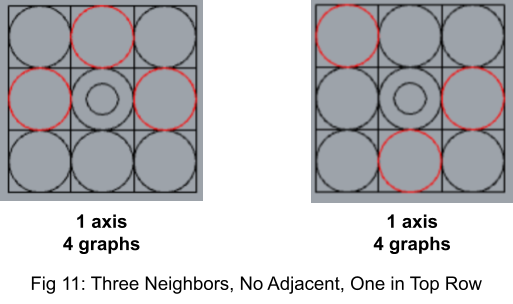 1 axis
4 graphs
1 axis
4 graphs
Fig 11: Three Neighbors, No Adjacent, One in Top Row